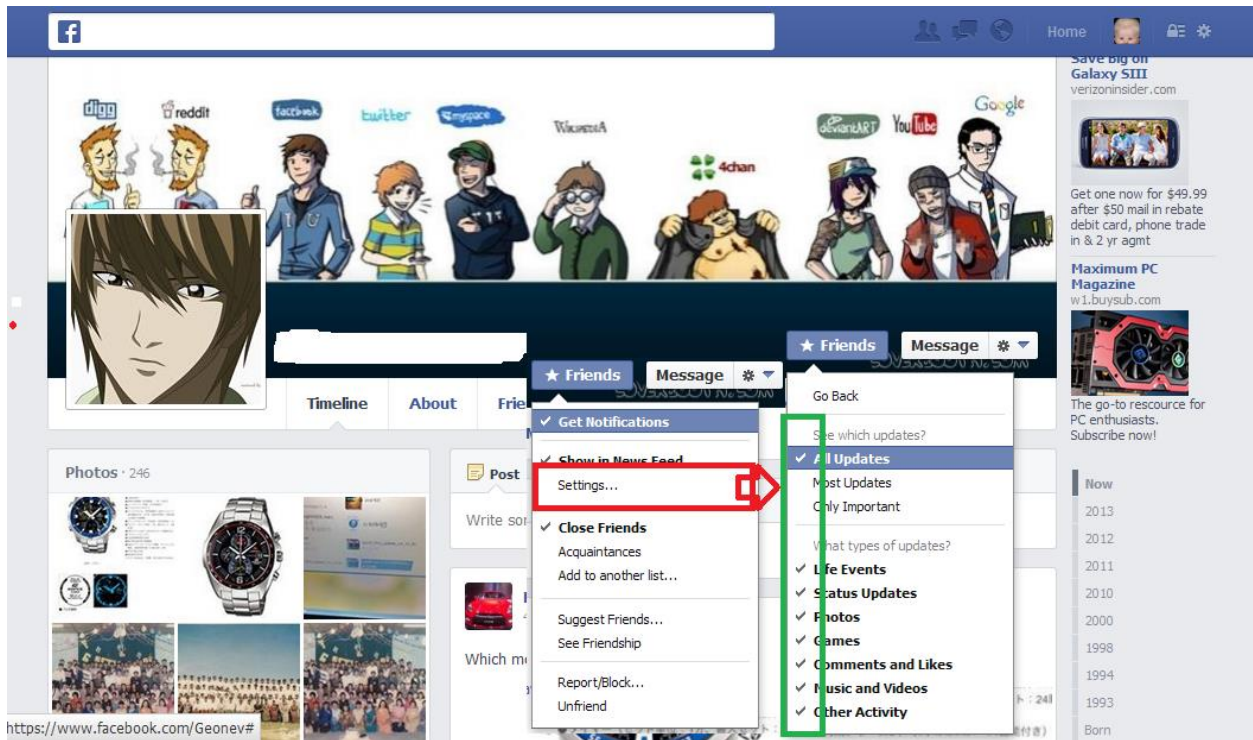 Home
Save Big on
Galaxy SIII
verizoninsider.com
Get one now for $49.99
after $50 mail in rebate
debit card, phone trade
in & 2 yr agmt
Maximum PC
Magazine
w1.buysub.com
The go-to rescource for
PC enthusiasts.
Subscribe now!
digg
reddit
facebook
twitter
myspace
WIKIPEDIA
4chan
deviantART
YouTube
Google
★ Friends
Message
★ Friends
Message
Timeline
About
Frie
✓ Get Notifications
✓ Show in News Feed
Settings...
✓ Close Friends
Acquaintances
Add to another list...
Suggest Friends...
See Friendship
Report/Block...
Unfriend
Go Back
See which updates?
✓ All Updates
Most Updates
Only Important
What types of updates?
✓ Life Events
✓ Status Updates
✓ Photos
✓ Games
✓ Comments and Likes
✓ Music and Videos
✓ Other Activity
Photos · 246
Post
Write som
Which mo
Now
2013
2012
2011
2010
2000
1998
1994
1993
Born
https://www.facebook.com/Geonev#